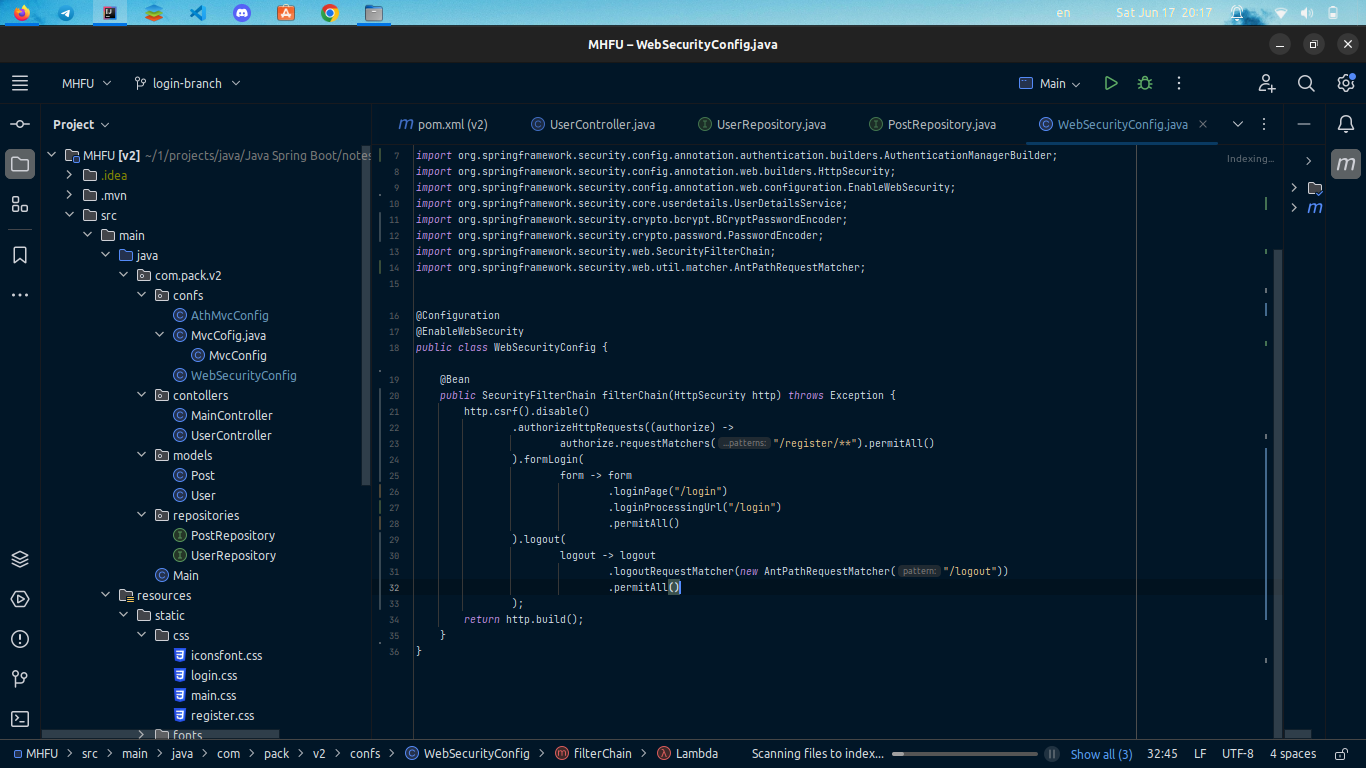 en
Sat Jun 17 20:17
MHFU – WebSecurityConfig.java
MHFU
login-branch
Main
Project
pom.xml (v2)
UserController.java
UserRepository.java
PostRepository.java
WebSecurityConfig.java
MHFU [v2] ~/1/projects/java/Java Spring Boot/notes
.idea
.mvn
src
main
java
com.pack.v2
confs
AthMvcConfig
MvcCofig.java
MvcConfig
WebSecurityConfig
contollers
MainController
UserController
models
Post
User
repositories
PostRepository
UserRepository
Main
resources
static
css
iconsfont.css
login.css
main.css
register.css
fonts
Indexing...
7 import org.springframework.security.config.annotation.authentication.builders.AuthenticationManagerBuilder;
8 import org.springframework.security.config.annotation.web.builders.HttpSecurity;
9 import org.springframework.security.config.annotation.web.configuration.EnableWebSecurity;
10 import org.springframework.security.core.userdetails.UserDetailsService;
11 import org.springframework.security.crypto.bcrypt.BCryptPasswordEncoder;
12 import org.springframework.security.crypto.password.PasswordEncoder;
13 import org.springframework.security.web.SecurityFilterChain;
14 import org.springframework.security.web.util.matcher.AntPathRequestMatcher;
15
16 @Configuration
17 @EnableWebSecurity
18 public class WebSecurityConfig {
19 @Bean
20 public SecurityFilterChain filterChain(HttpSecurity http) throws Exception {
21 http.csrf().disable()
22 .authorizeHttpRequests((authorize) ->
23 authorize.requestMatchers( ...patterns: "/register/**").permitAll()
24 ).formLogin(
25 form -> form
26 .loginPage("/login")
27 .loginProcessingUrl("/login")
28 .permitAll()
29 ).logout(
30 logout -> logout
31 .logoutRequestMatcher(new AntPathRequestMatcher( pattern: "/logout"))
32 .permitAll()
33 );
34 return http.build();
35 }
36 }
m
m
MHFU > src > main > java > com > pack > v2 > confs > WebSecurityConfig > filterChain > Lambda
Scanning files to index...
Show all (3)
32:45
LF
UTF-8
4 spaces